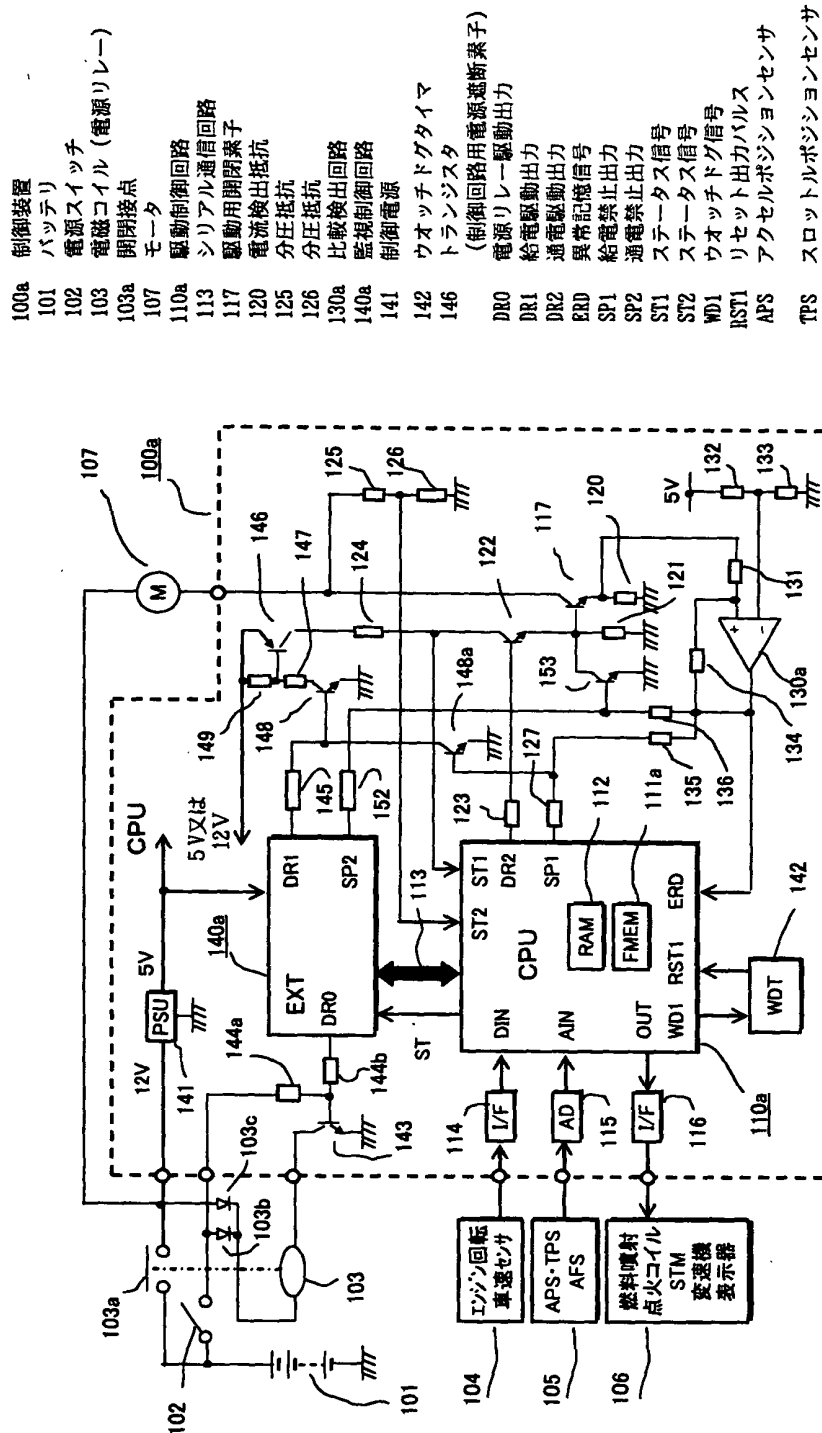 100a 制御装置
101 バッテリ
102 電源スイッチ
103 電磁コイル（電源リレー）
103a 開閉接点
107 モータ
110a 駆動制御回路
113 シリアル通信回路
117 駆動用開閉素子
120 電流検出抵抗
125 分圧抵抗
126 分圧抵抗
130a 比較検出回路
140a 監視制御回路
141 制御電源
142 ウオッチドグタイマ
146 トランジスタ
（制御回路用電源遮断素子）
DR0 電源リレー駆動出力
DR1 給電駆動出力
DR2 通電駆動出力
ERD 異常記憶信号
SP1 給電禁止出力
SP2 通電禁止出力
ST1 ステータス信号
ST2 ステータス信号
WD1 ウオッチドグ信号
RST1 リセット出力パルス
APS アクセルポジションセンサ
TPS スロットルポジションセンサ
107
100a
M
103a
102
101
103
103b
103c
12V
PSU
141
5V
CPU
5V又は
12V
149
148
146
147
124
125
126
144a
144b
143
140a
EXT
DR0
DR1
SP2
145
152
148a
122
117
120
121
153
5V
132
133
131
130a
134
135
136
ST
113
ST2
ST1
DR2
SP1
123
127
CPU
RAM
112
FMEM
111a
DIN
AIN
OUT
WD1
RST1
ERD
WDT
142
110a
114
I/F
115
AD
116
I/F
104
エンジン回転
車速センサ
105
APS・TPS
AFS
106
燃料噴射
点火コイル
STM
変速機
表示器